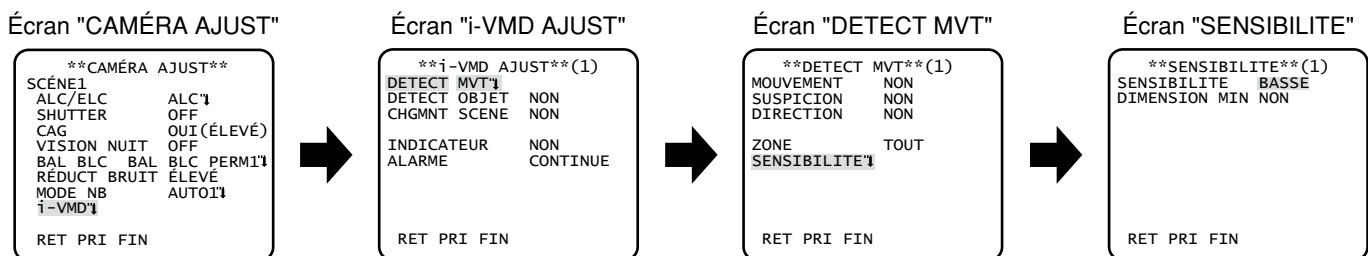 Écran "CAMÉRA AJUST"
**CAMÉRA AJUST**
SCÉNE1
ALC/ELC ALC
SHUTTER OFF
CAG OUI(ÉLEVÉ)
VISION NUIT OFF
BAL BLC BAL BLC PERM1
RÉDUCT BRUIT ÉLEVÉ
MODE NB AUTO1
i-VMD
RET PRI FIN
Écran "i-VMD AJUST"
**i-VMD AJUST**(1)
DETECT MVT
DETECT OBJET NON
CHGMNT SCENE NON
INDICATEUR NON
ALARME CONTINUE
RET PRI FIN
Écran "DETECT MVT"
**DETECT MVT**(1)
MOUVEMENT NON
SUSPICION NON
DIRECTION NON
ZONE TOUT
SENSIBILITE
RET PRI FIN
Écran "SENSIBILITE"
**SENSIBILITE**(1)
SENSIBILITE BASSE
DIMENSION MIN NON
RET PRI FIN